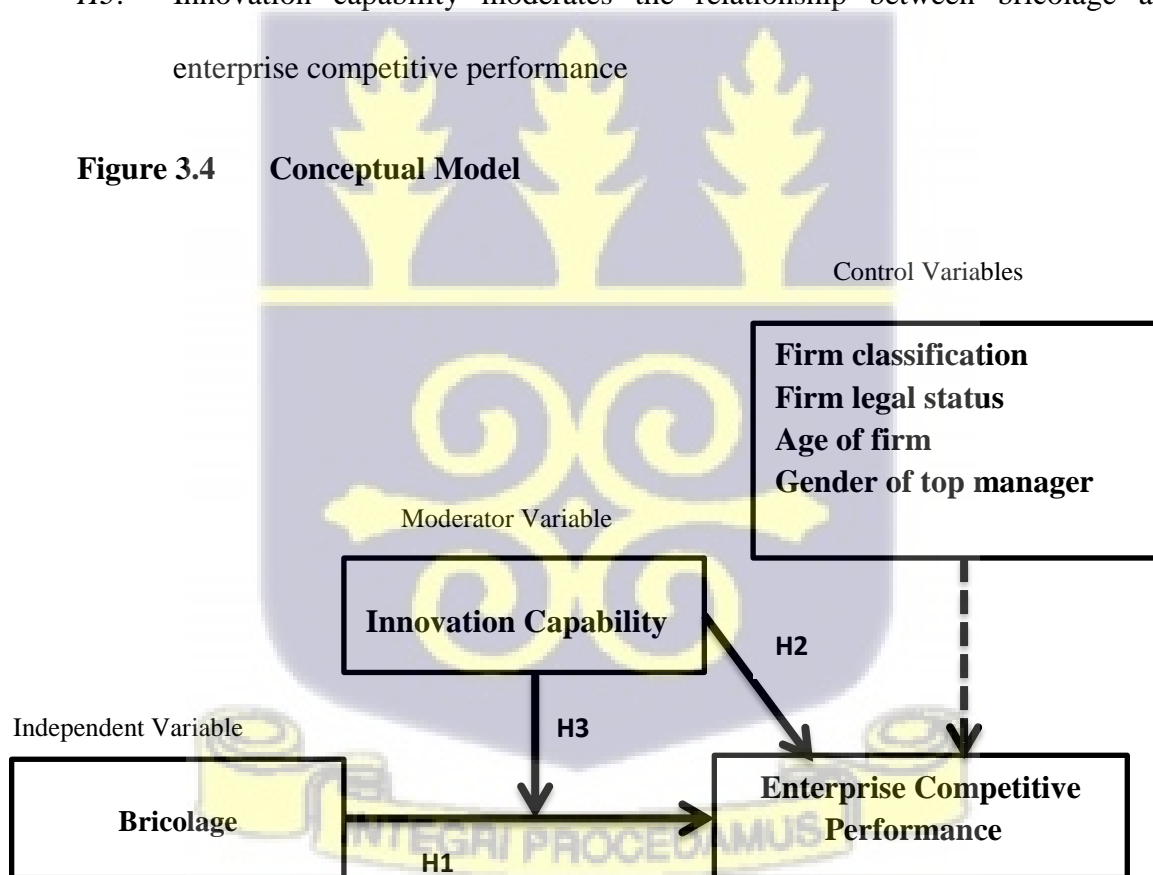 H3: Innovation capability moderates the relationship between bricolage a
enterprise competitive performance
Figure 3.4 Conceptual Model
Control Variables
Firm classification
Firm legal status
Age of firm
Gender of top manager
Moderator Variable
Innovation Capability
H2
Independent Variable
H3
Bricolage
Enterprise Competitive
Performance
H1
INTEGRI PROCEDAMUS